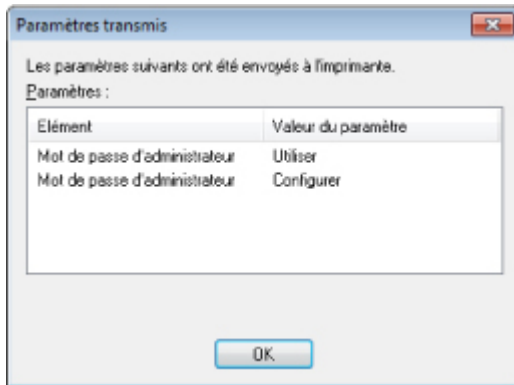 Paramètres transmis
Les paramètres suivants ont été envoyés à l'imprimante.
Paramètres :
Elément Valeur du paramètre
Mot de passe d'administrateur Utiliser
Mot de passe d'administrateur Configurer
OK